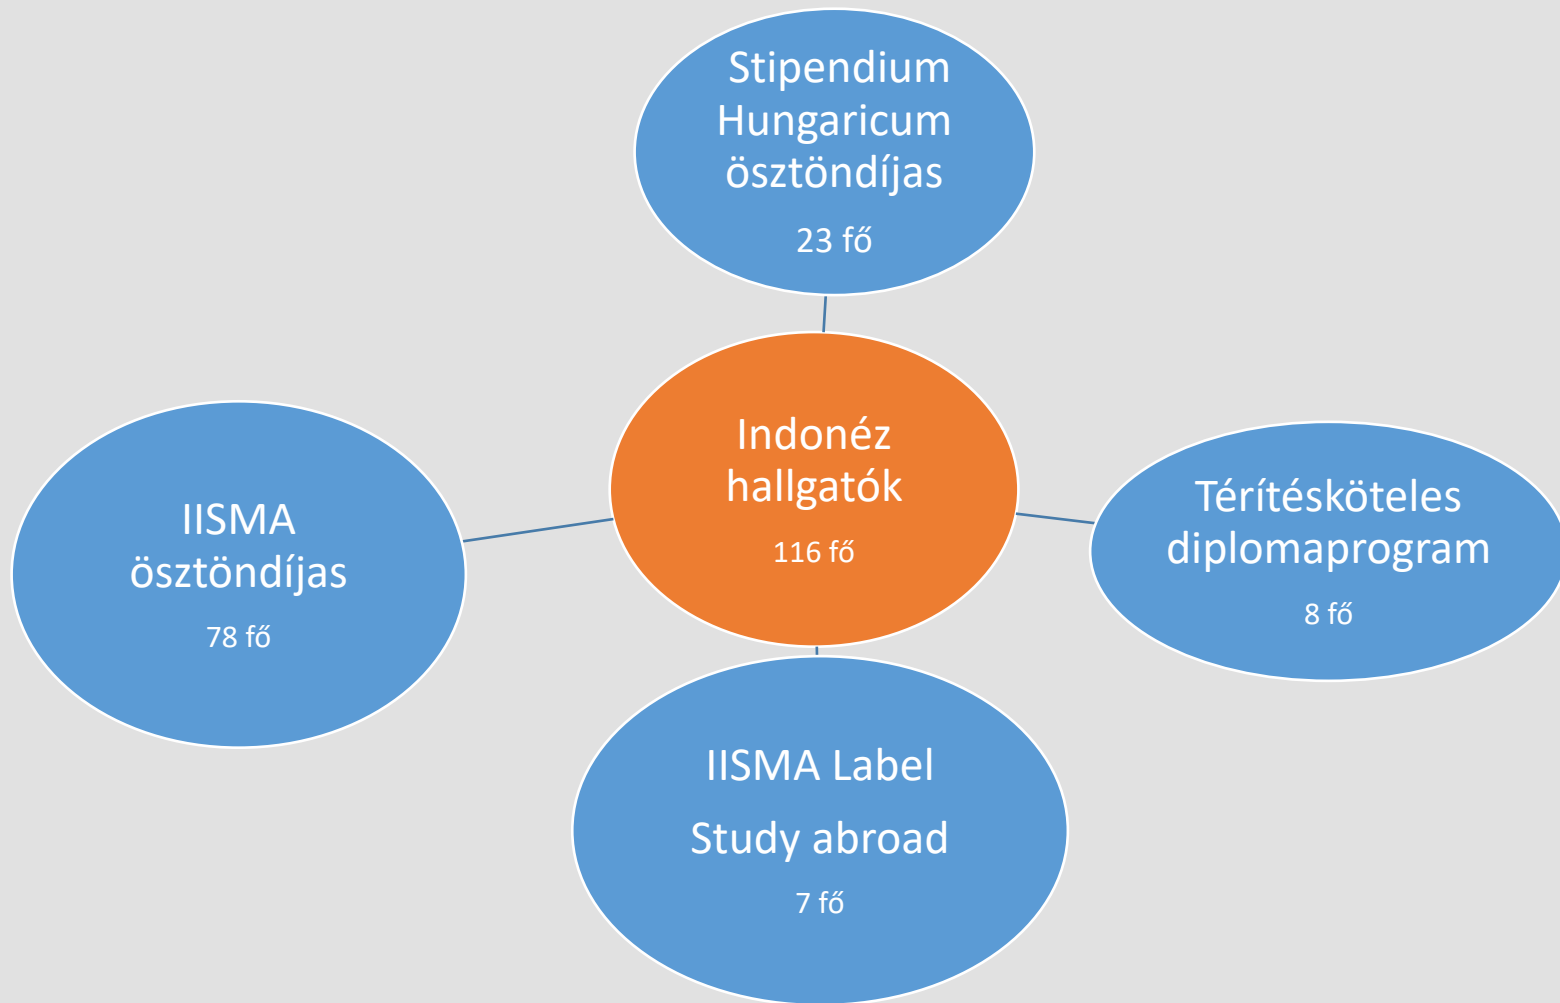 Stipendium
Hungaricum
ösztöndíjas
23 fő
Indonéz
hallgatók
116 fő
Térítésköteles
diplomaprogram
8 fő
IISMA
ösztöndíjas
78 fő
IISMA Label
Study abroad
7 fő